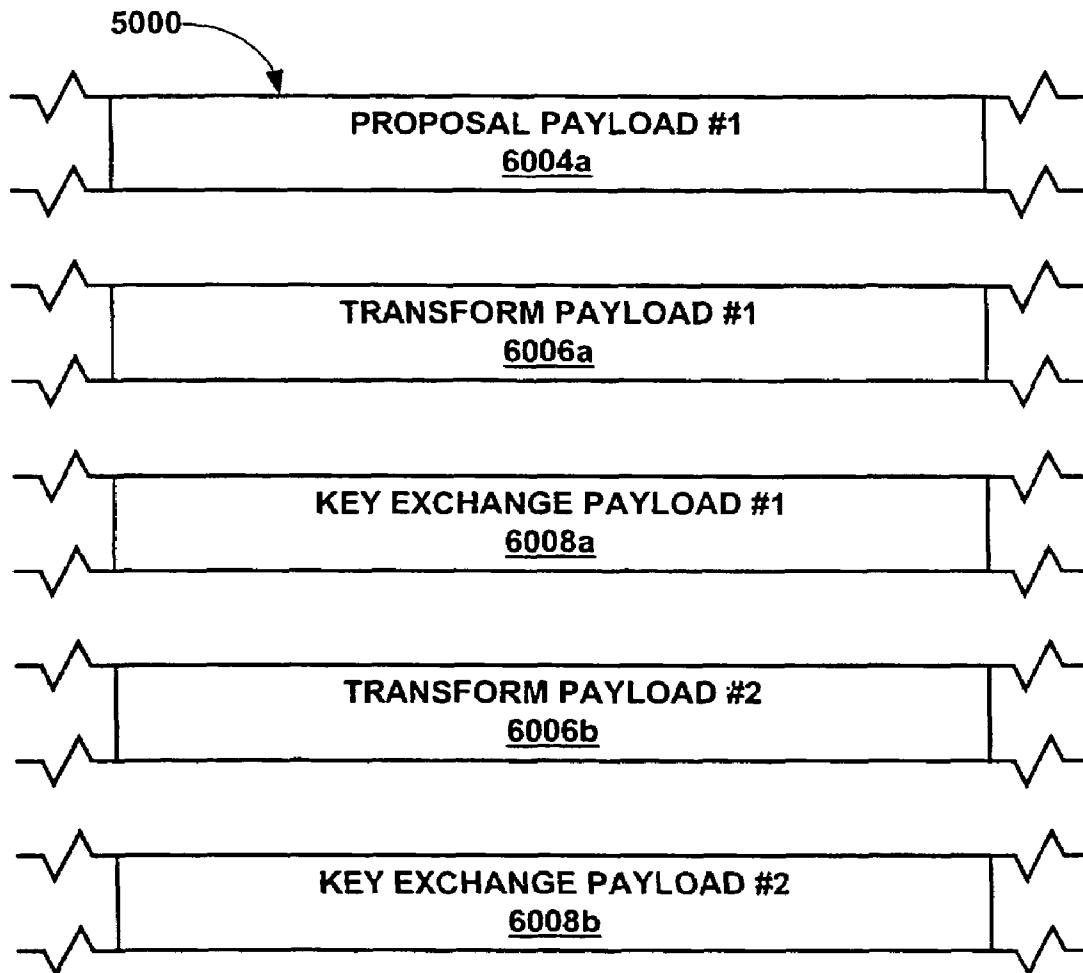 5000
PROPOSAL PAYLOAD #1
6004a
TRANSFORM PAYLOAD #1
6006a
KEY EXCHANGE PAYLOAD #1
6008a
TRANSFORM PAYLOAD #2
6006b
KEY EXCHANGE PAYLOAD #2
6008b